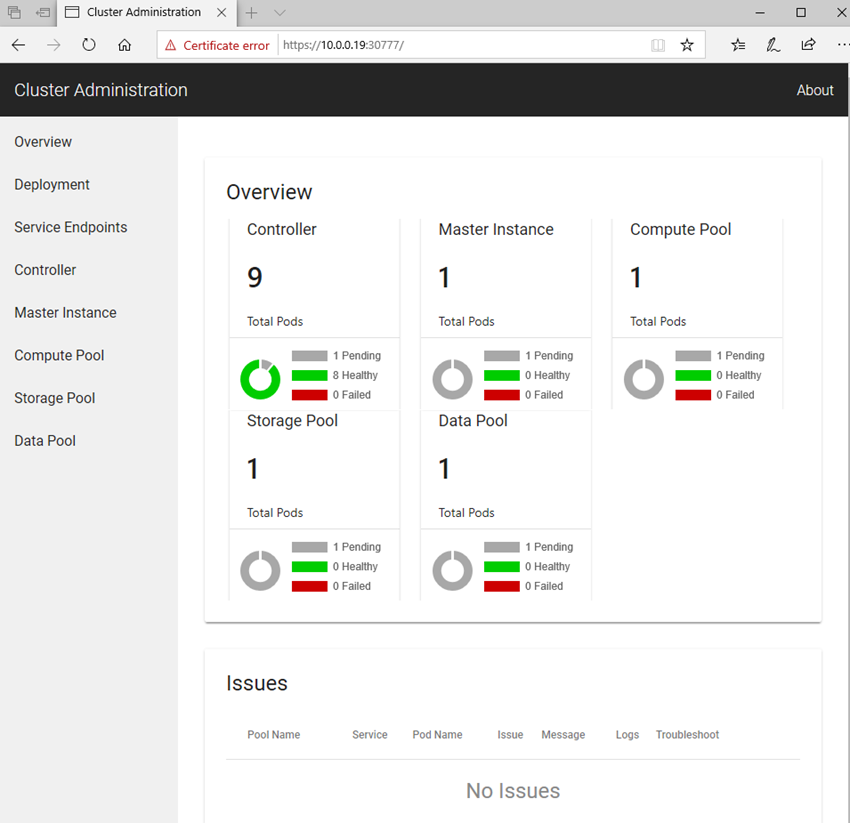 Cluster Administration
Certificate error https://10.0.0.19:30777/
Cluster Administration About
Overview
Deployment
Service Endpoints
Controller
Master Instance
Compute Pool
Storage Pool
Data Pool
Overview
Controller
9
Total Pods
1 Pending
8 Healthy
0 Failed
Master Instance
1
Total Pods
1 Pending
0 Healthy
0 Failed
Compute Pool
1
Total Pods
1 Pending
0 Healthy
0 Failed
Storage Pool
1
Total Pods
1 Pending
0 Healthy
0 Failed
Data Pool
1
Total Pods
1 Pending
0 Healthy
0 Failed
Issues
Pool Name Service Pod Name Issue Message Logs Troubleshoot
No Issues